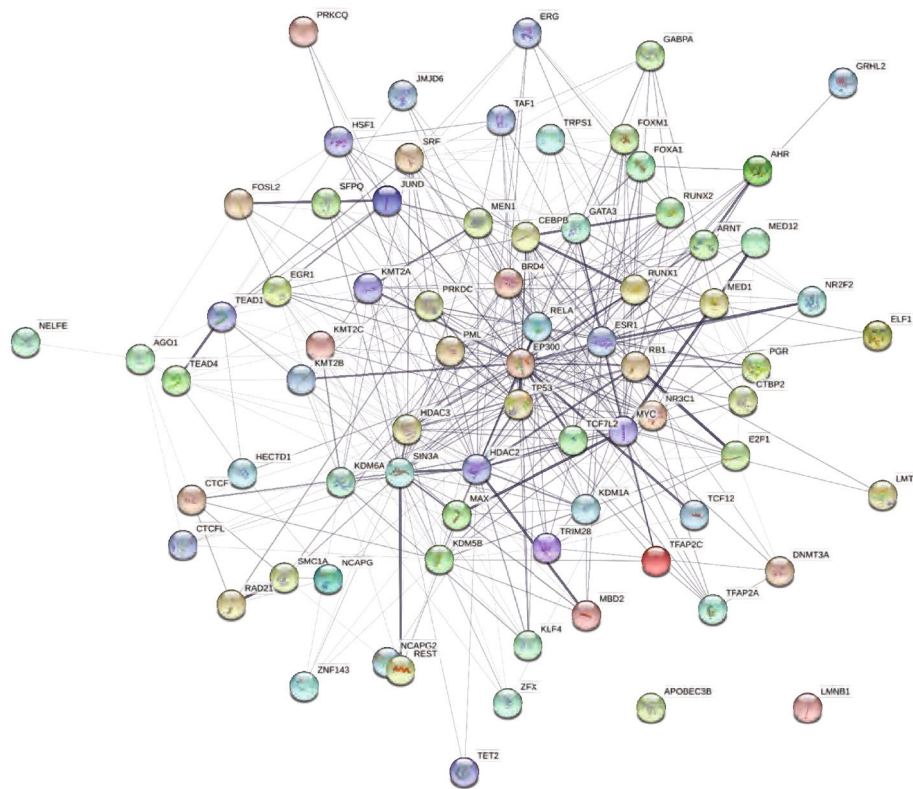 PRKCQ
ERG
GABPA
GRHL2
JMJD6
TAF1
TRPS1
FOXM1
HSF1
SRF
FOXA1
AHR
FOSL2
SFPQ
JUND
RUNX2
MEN1
CEBPB
GATA3
ARNT
MED12
EGR1
KMT2A
PRKDC
BRD4
RUNX1
MED1
NR2F2
TEAD1
RELA
ESR1
ELF1
NELFE
AGO1
KMT2C
PML
EP300
RB1
PGR
TEAD4
KMT2B
TP53
NR3C1
CTBP2
HDAC3
TCF7L2
MYC
E2F1
HECTD1
KDM6A
SIN3A
HDAC2
LMT
CTCF
MAX
KDM1A
TCF12
CTCFL
KDM5B
TRIM28
TFAP2C
DNMT3A
SMC1A
NCAPG
RAD21
MBD2
TFAP2A
KLF4
NCAPG2
REST
ZNF143
ZFX
APOBEC3B
LMNB1
TET2